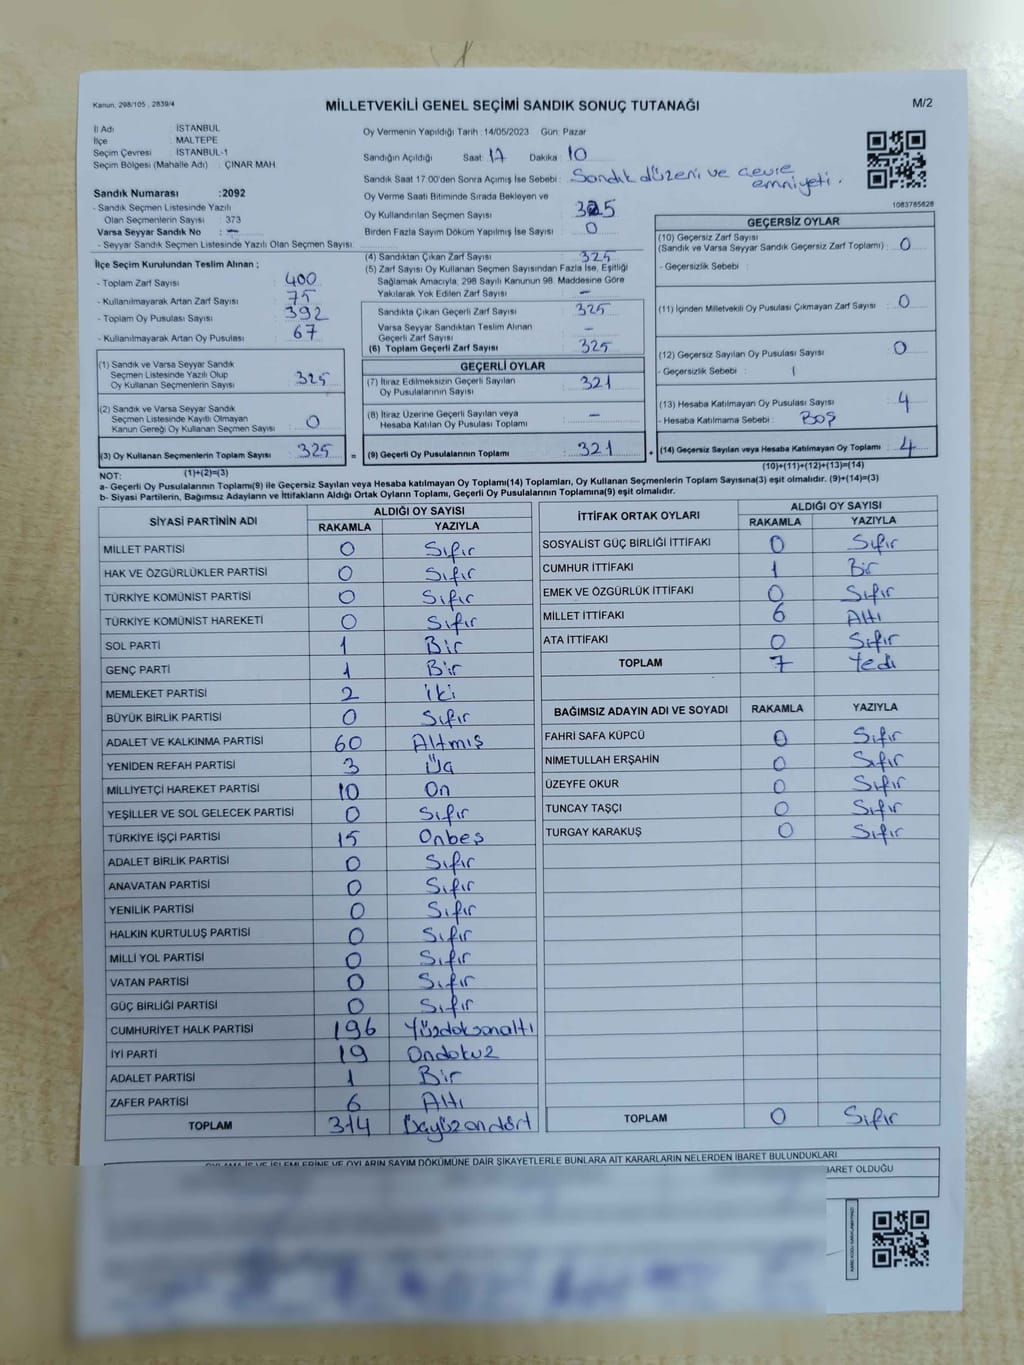 Kanun, 298/105 , 2839/4
MİLLETVEKİLİ GENEL SEÇİMİ SANDIK SONUÇ TUTANAĞI
M/2
İl Adı : İSTANBUL
İlçe : MALTEPE
Seçim Çevresi : İSTANBUL-1
Seçim Bölgesi (Mahalle Adı) : ÇINAR MAH.
Oy Vermenin Yapıldığı Tarih : 14/05/2023 Gün: Pazar
Sandığın Açıldığı Saat: 17 Dakika : 10
Sandık Saat 17:00'den Sonra Açımış İse Sebebi : Sandık düzeni ve çevre emniyeti.
1083785628
Sandık Numarası :2092
- Sandık Seçmen Listesinde Yazılı
Olan Seçmenlerin Sayısı : 373
Varsa Seyyar Sandık No : —
- Seyyar Sandık Seçmen Listesinde Yazılı Olan Seçmen Sayısı:
Oy Verme Saati Bitiminde Sırada Bekleyen ve
Oy Kullandırılan Seçmen Sayısı : 325
Birden Fazla Sayım Döküm Yapılmış İse Sayısı : 0
İlçe Seçim Kurulundan Teslim Alınan ;
- Toplam Zarf Sayısı : 400
- Kullanılmayarak Artan Zarf Sayısı : 75
- Toplam Oy Pusulası Sayısı : 392
- Kullanılmayarak Artan Oy Pusulası : 67
(1) Sandık ve Varsa Seyyar Sandık
Seçmen Listesinde Yazılı Olup
Oy Kullanan Seçmenlerin Sayısı : 325
(2) Sandık ve Varsa Seyyar Sandık
Seçmen Listesinde Kayıtlı Olmayan
Kanun Gereği Oy Kullanan Seçmen Sayısı : 0
(3) Oy Kullanan Seçmenlerin Toplam Sayısı : 325
(1)+(2)=(3)
(4) Sandıktan Çıkan Zarf Sayısı : 325
(5) Zarf Sayısı Oy Kullanan Seçmen Sayısından Fazla İse, Eşitliği
Sağlamak Amacıyla; 298 Sayılı Kanunun 98. Maddesine Göre
Yakılarak Yok Edilen Zarf Sayısı : —
Sandıkta Çıkan Geçerli Zarf Sayısı : 325
Varsa Seyyar Sandıktan Teslim Alınan
Geçerli Zarf Sayısı : —
(6) Toplam Geçerli Zarf Sayısı : 325
GEÇERLİ OYLAR
(7) İtiraz Edilmeksizin Geçerli Sayılan
Oy Pusulalarının Sayısı : 321
(8) İtiraz Üzerine Geçerli Sayılan veya
Hesaba Katılan Oy Pusulası Toplamı : —
= (9) Geçerli Oy Pusulalarının Toplamı : 321
GEÇERSİZ OYLAR
(10) Geçersiz Zarf Sayısı
(Sandık ve Varsa Seyyar Sandık Geçersiz Zarf Toplamı) : 0
- Geçersizlik Sebebi :
(11) İçinden Milletvekili Oy Pusulası Çıkmayan Zarf Sayısı : 0
(12) Geçersiz Sayılan Oy Pusulası Sayısı : 0
- Geçersizlik Sebebi :
(13) Hesaba Katılmayan Oy Pusulası Sayısı : 4
- Hesaba Katılmama Sebebi : Boş
+ (14) Geçersiz Sayılan veya Hesaba Katılmayan Oy Toplamı : 4
(10)+(11)+(12)+(13)=(14)
NOT:
a- Geçerli Oy Pusulalarının Toplamı(9) ile Geçersiz Sayılan veya Hesaba katılmayan Oy Toplamı(14) Toplamları, Oy Kullanan Seçmenlerin Toplam Sayısına(3) eşit olmalıdır. (9)+(14)=(3)
b- Siyasi Partilerin, Bağımsız Adayların ve İttifakların Aldığı Ortak Oyların Toplamı, Geçerli Oy Pusulalarının Toplamına(9) eşit olmalıdır.
SİYASİ PARTİNİN ADI ALDIĞI OY SAYISI
RAKAMLA YAZIYLA
MİLLET PARTİSİ 0 Sıfır
HAK VE ÖZGÜRLÜKLER PARTİSİ 0 Sıfır
TÜRKİYE KOMÜNİST PARTİSİ 0 Sıfır
TÜRKİYE KOMÜNİST HAREKETİ 0 Sıfır
SOL PARTİ 1 Bir
GENÇ PARTİ 1 Bir
MEMLEKET PARTİSİ 2 İki
BÜYÜK BİRLİK PARTİSİ 0 Sıfır
ADALET VE KALKINMA PARTİSİ 60 Altmış
YENİDEN REFAH PARTİSİ 3 Üç
MİLLİYETÇİ HAREKET PARTİSİ 10 On
YEŞİLLER VE SOL GELECEK PARTİSİ 0 Sıfır
TÜRKİYE İŞÇİ PARTİSİ 15 Onbeş
ADALET BİRLİK PARTİSİ 0 Sıfır
ANAVATAN PARTİSİ 0 Sıfır
YENİLİK PARTİSİ 0 Sıfır
HALKIN KURTULUŞ PARTİSİ 0 Sıfır
MİLLİ YOL PARTİSİ 0 Sıfır
VATAN PARTİSİ 0 Sıfır
GÜÇ BİRLİĞİ PARTİSİ 0 Sıfır
CUMHURİYET HALK PARTİSİ 196 Yüzdoksanaltı
İYİ PARTİ 19 Ondokuz
ADALET PARTİSİ 1 Bir
ZAFER PARTİSİ 6 Altı
TOPLAM 314 Üçyüzondört
İTTİFAK ORTAK OYLARI ALDIĞI OY SAYISI
RAKAMLA YAZIYLA
SOSYALİST GÜÇ BİRLİĞİ İTTİFAKI 0 Sıfır
CUMHUR İTTİFAKI 1 Bir
EMEK VE ÖZGÜRLÜK İTTİFAKI 0 Sıfır
MİLLET İTTİFAKI 6 Altı
ATA İTTİFAKI 0 Sıfır
TOPLAM 7 Yedi
BAĞIMSIZ ADAYIN ADI VE SOYADI RAKAMLA YAZIYLA
FAHRİ SAFA KÜPCÜ 0 Sıfır
NİMETULLAH ERŞAHİN 0 Sıfır
ÜZEYFE OKUR 0 Sıfır
TUNCAY TAŞÇI 0 Sıfır
TURGAY KARAKUŞ 0 Sıfır
TOPLAM 0 Sıfır
OYLAMA İŞ VE İŞLEMLERİNE VE OYLARIN SAYIM DÖKÜMÜNE DAİR ŞİKAYETLERLE BUNLARA AİT KARARLARIN NELERDEN İBARET BULUNDUKLARI
BARET OLDUĞU